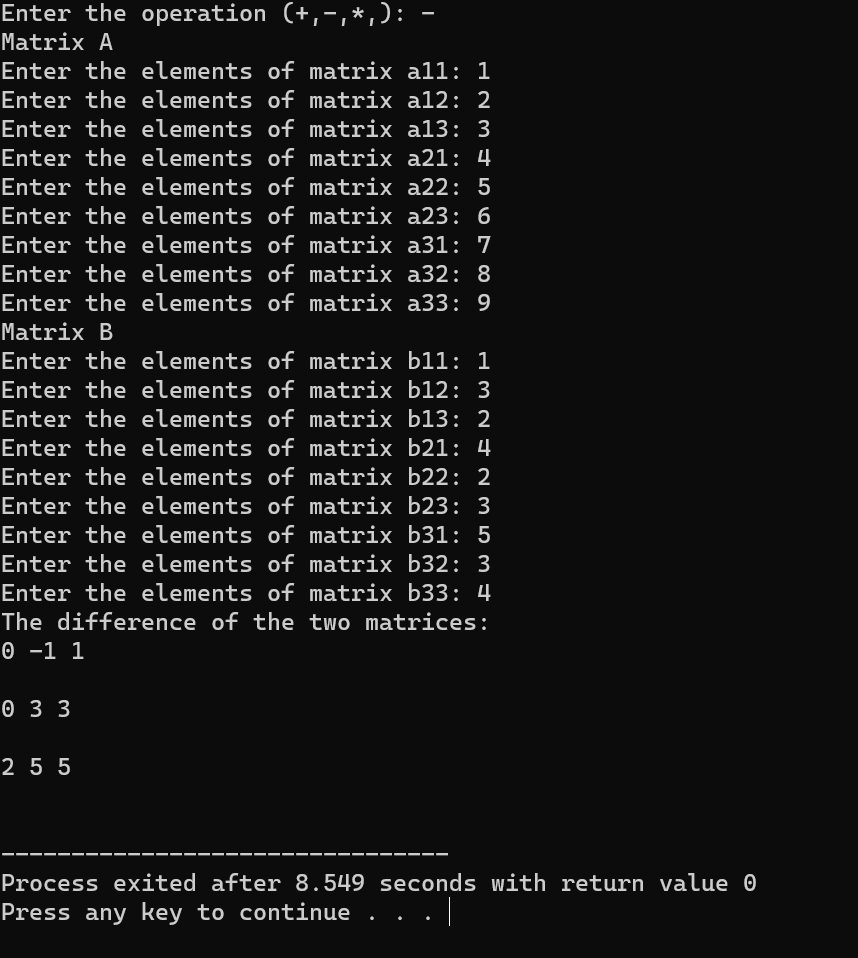 Enter the operation (+,-,*,): -
Matrix A
Enter the elements of matrix a11: 1
Enter the elements of matrix a12: 2
Enter the elements of matrix a13: 3
Enter the elements of matrix a21: 4
Enter the elements of matrix a22: 5
Enter the elements of matrix a23: 6
Enter the elements of matrix a31: 7
Enter the elements of matrix a32: 8
Enter the elements of matrix a33: 9
Matrix B
Enter the elements of matrix b11: 1
Enter the elements of matrix b12: 3
Enter the elements of matrix b13: 2
Enter the elements of matrix b21: 4
Enter the elements of matrix b22: 2
Enter the elements of matrix b23: 3
Enter the elements of matrix b31: 5
Enter the elements of matrix b32: 3
Enter the elements of matrix b33: 4
The difference of the two matrices:
0 -1 1
0 3 3
2 5 5
--------------------------------
Process exited after 8.549 seconds with return value 0
Press any key to continue . . .